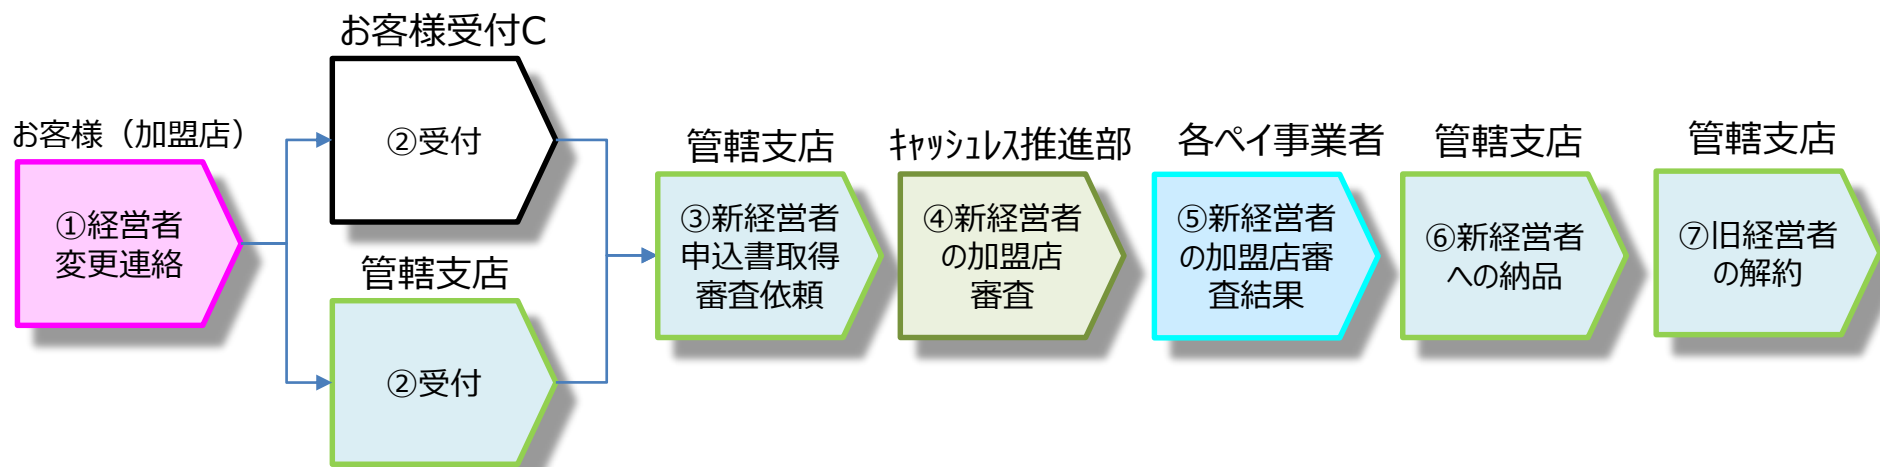 お客様受付C
②受付
お客様（加盟店）
①経営者
変更連絡
管轄支店
②受付
管轄支店
③新経営者
申込書取得
審査依頼
ｷｬｯｼｭﾚｽ推進部
④新経営者
の加盟店
審査
各ペイ事業者
⑤新経営者
の加盟店審
査結果
管轄支店
⑥新経営者
への納品
管轄支店
⑦旧経営者
の解約